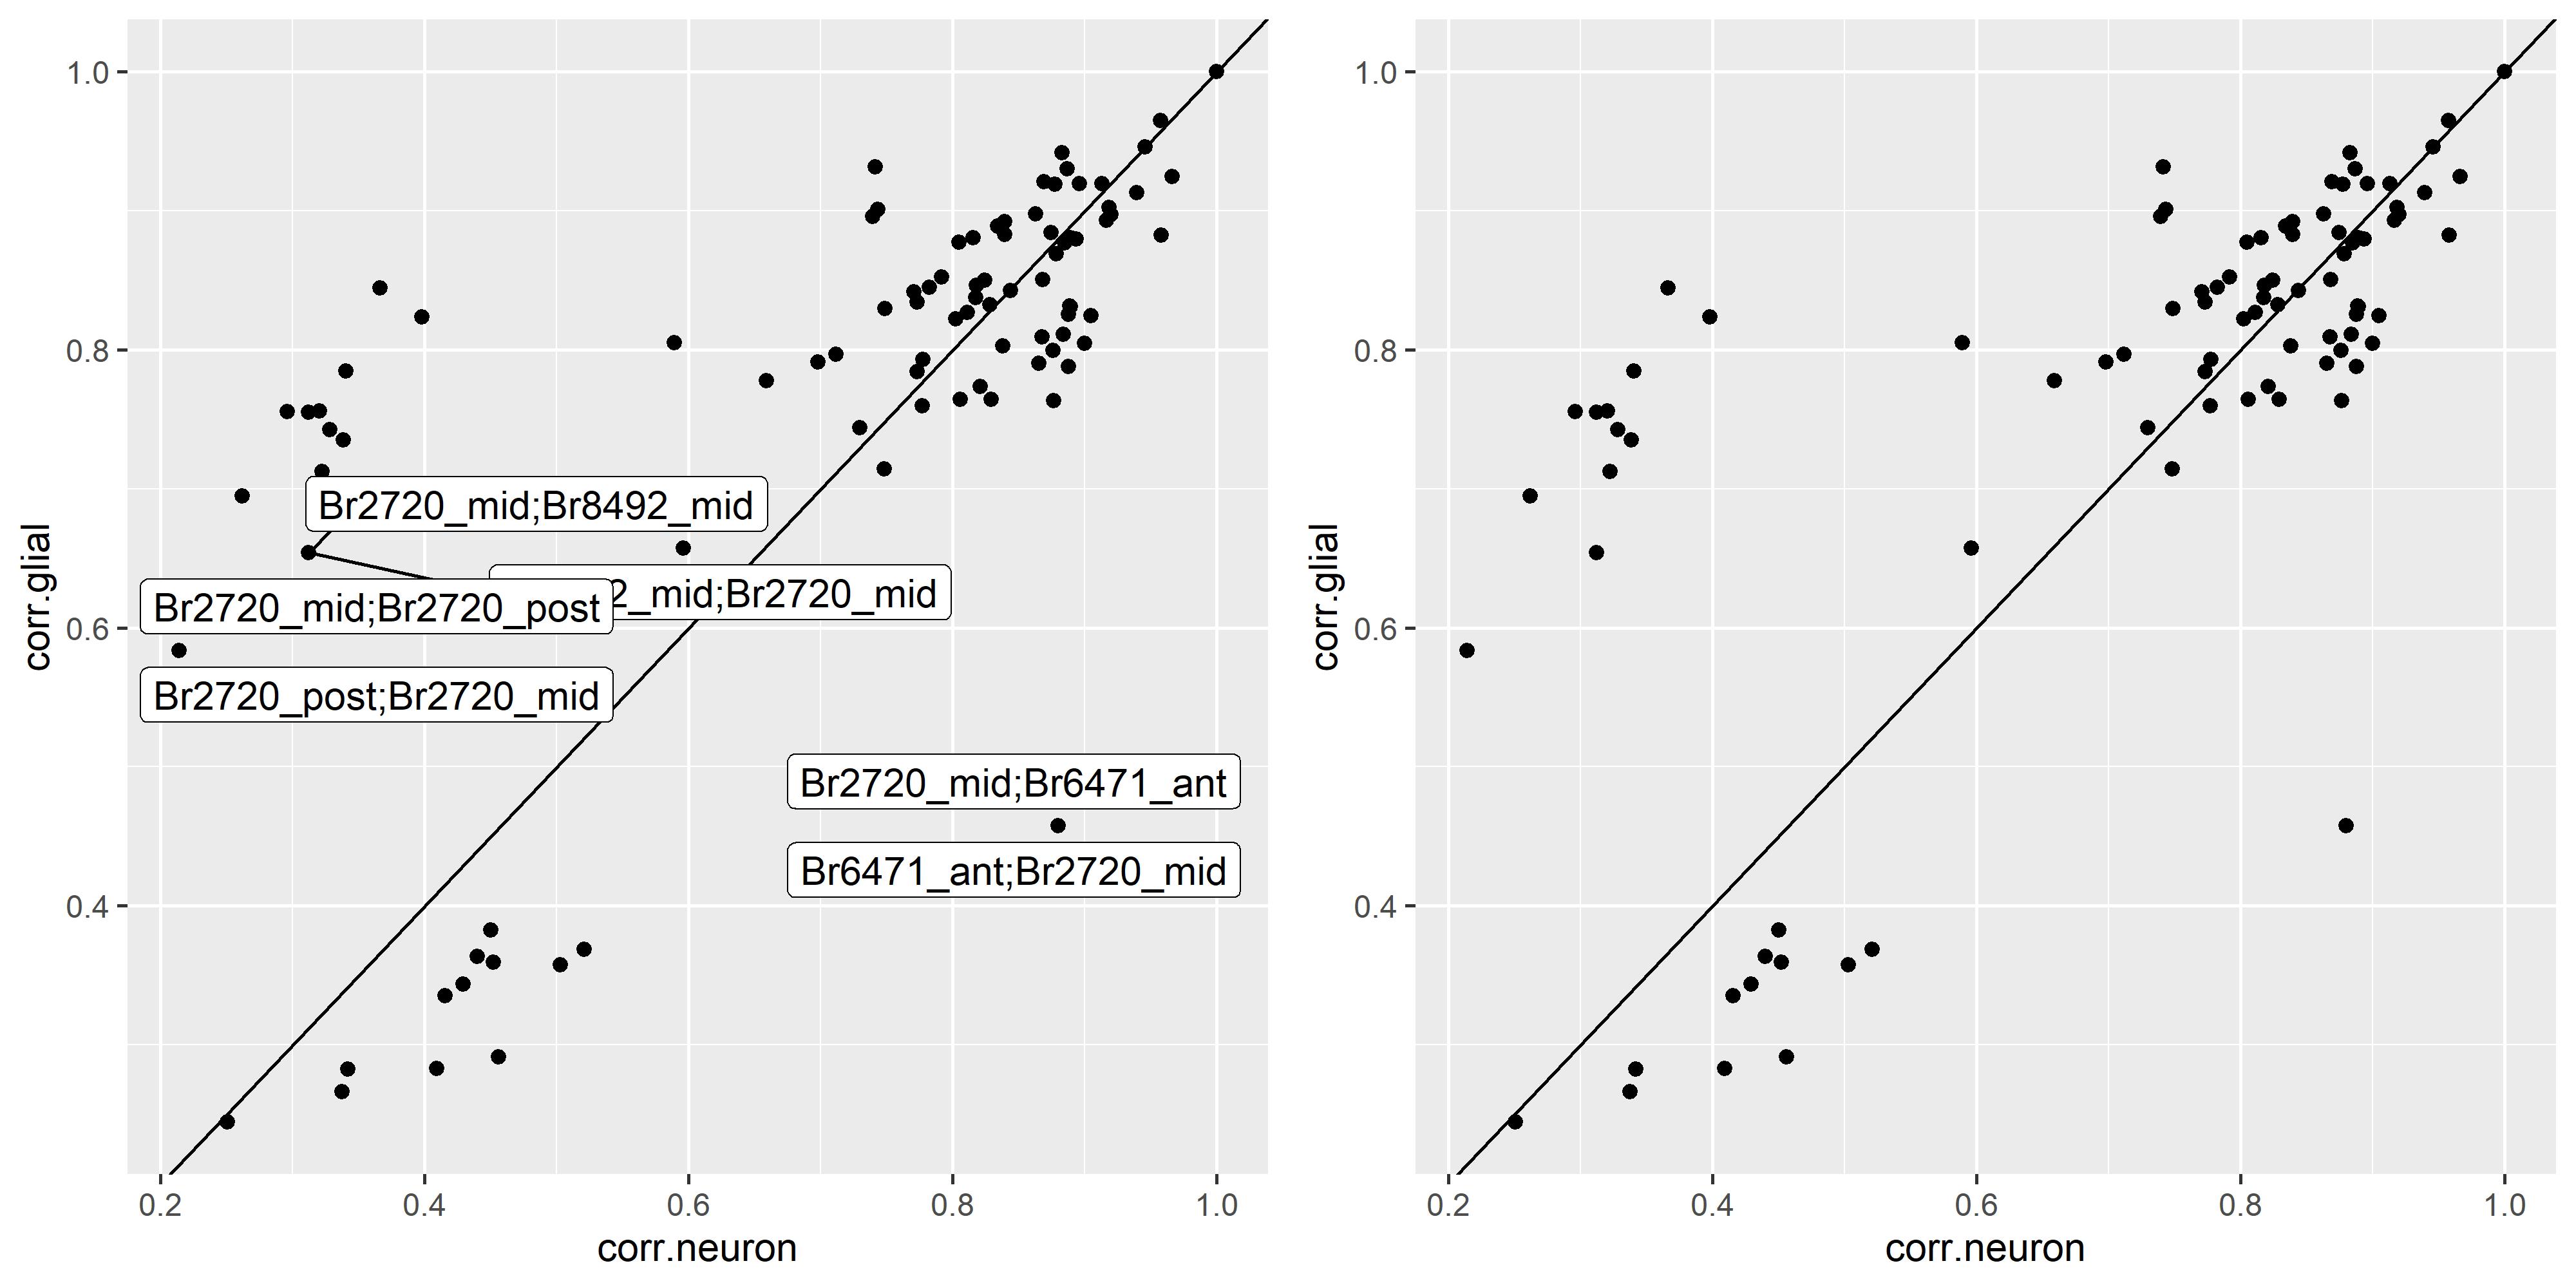 1.0
0.8
0.6
0.4
corr.glial
Br2720_mid;Br8492_mid
2_mid;Br2720_mid
Br2720_mid;Br2720_post
Br2720_post;Br2720_mid
Br2720_mid;Br6471_ant
Br6471_ant;Br2720_mid
0.2 0.4 0.6 0.8 1.0
corr.neuron
1.0
0.8
0.6
0.4
corr.glial
0.2 0.4 0.6 0.8 1.0
corr.neuron